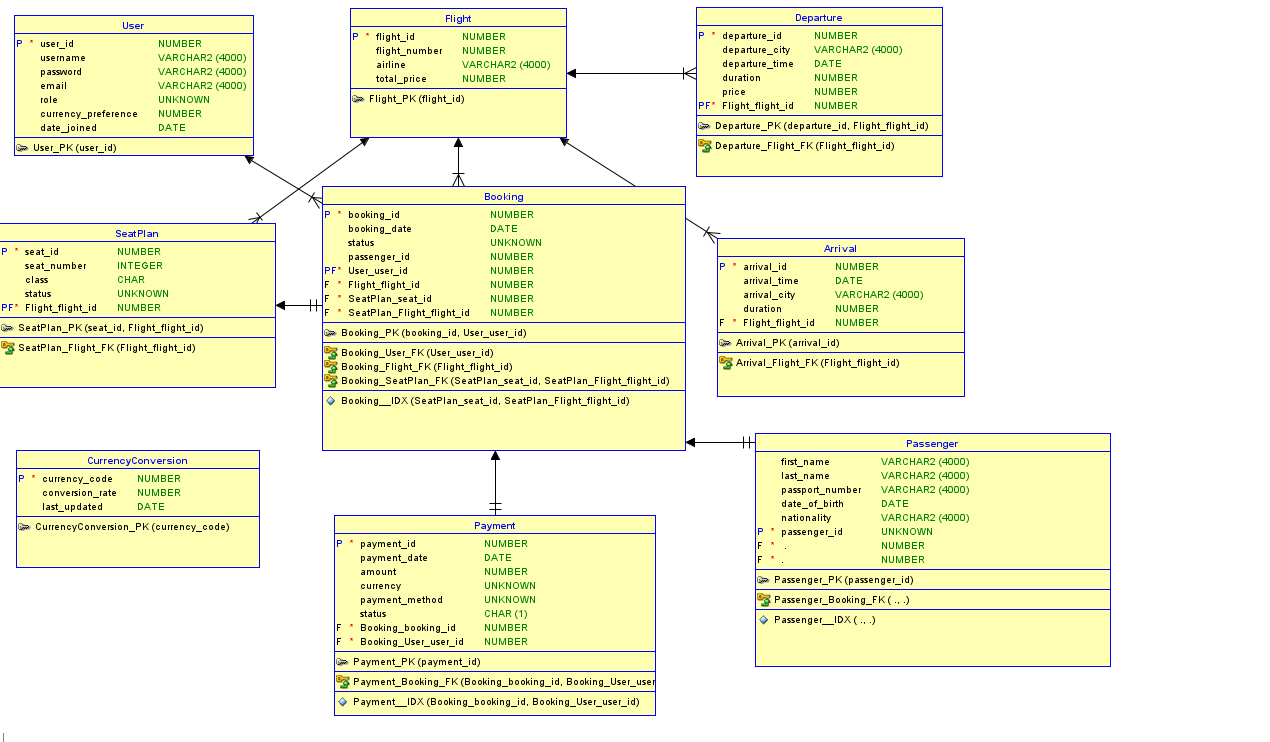 User
P * user_id NUMBER
username VARCHAR2 (4000)
password VARCHAR2 (4000)
email VARCHAR2 (4000)
role UNKNOWN
currency_preference NUMBER
date_joined DATE
User_PK (user_id)
Flight
P * flight_id NUMBER
flight_number NUMBER
airline VARCHAR2 (4000)
total_price NUMBER
Flight_PK (flight_id)
Departure
P * departure_id NUMBER
departure_city VARCHAR2 (4000)
departure_time DATE
duration NUMBER
price NUMBER
PF* Flight_flight_id NUMBER
Departure_PK (departure_id, Flight_flight_id)
Departure_Flight_FK (Flight_flight_id)
SeatPlan
P * seat_id NUMBER
seat_number INTEGER
class CHAR
status UNKNOWN
PF* Flight_flight_id NUMBER
SeatPlan_PK (seat_id, Flight_flight_id)
SeatPlan_Flight_FK (Flight_flight_id)
Booking
P * booking_id NUMBER
booking_date DATE
status UNKNOWN
passenger_id NUMBER
PF* User_user_id NUMBER
F * Flight_flight_id NUMBER
F * SeatPlan_seat_id NUMBER
F * SeatPlan_Flight_flight_id NUMBER
Booking_PK (booking_id, User_user_id)
Booking_User_FK (User_user_id)
Booking_Flight_FK (Flight_flight_id)
Booking_SeatPlan_FK (SeatPlan_seat_id, SeatPlan_Flight_flight_id)
Booking__IDX (SeatPlan_seat_id, SeatPlan_Flight_flight_id)
Arrival
P * arrival_id NUMBER
arrival_time DATE
arrival_city VARCHAR2 (4000)
duration NUMBER
F * Flight_flight_id NUMBER
Arrival_PK (arrival_id)
Arrival_Flight_FK (Flight_flight_id)
CurrencyConversion
P * currency_code NUMBER
conversion_rate NUMBER
last_updated DATE
CurrencyConversion_PK (currency_code)
Payment
P * payment_id NUMBER
payment_date DATE
amount NUMBER
currency UNKNOWN
payment_method UNKNOWN
status CHAR (1)
F * Booking_booking_id NUMBER
F * Booking_User_user_id NUMBER
Payment_PK (payment_id)
Payment_Booking_FK (Booking_booking_id, Booking_User_user
Payment__IDX (Booking_booking_id, Booking_User_user_id)
Passenger
first_name VARCHAR2 (4000)
last_name VARCHAR2 (4000)
passport_number VARCHAR2 (4000)
date_of_birth DATE
nationality VARCHAR2 (4000)
P * passenger_id UNKNOWN
F * . NUMBER
F * . NUMBER
Passenger_PK (passenger_id)
Passenger_Booking_FK ( ., .)
Passenger__IDX ( ., .)